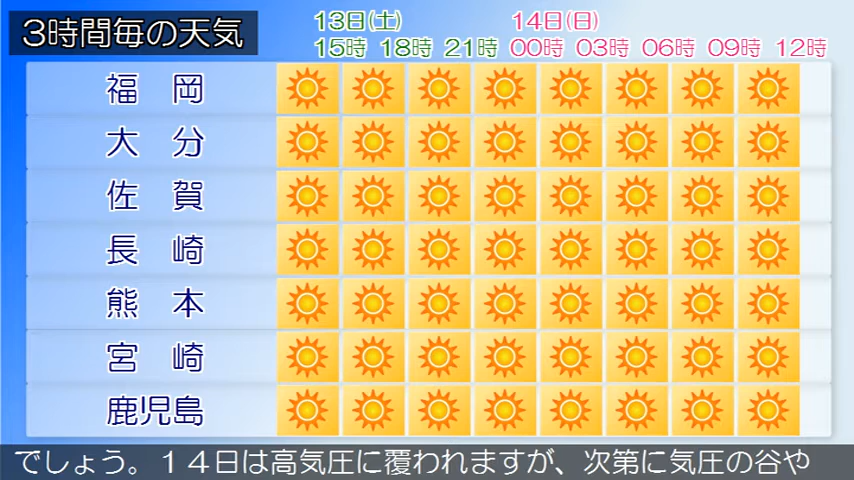 3時間毎の天気
13日(土) 14日(日)
15時 18時 21時 00時 03時 06時 09時 12時
福岡
大分
佐賀
長崎
熊本
宮崎
鹿児島
でしょう。１４日は高気圧に覆われますが、次第に気圧の谷や